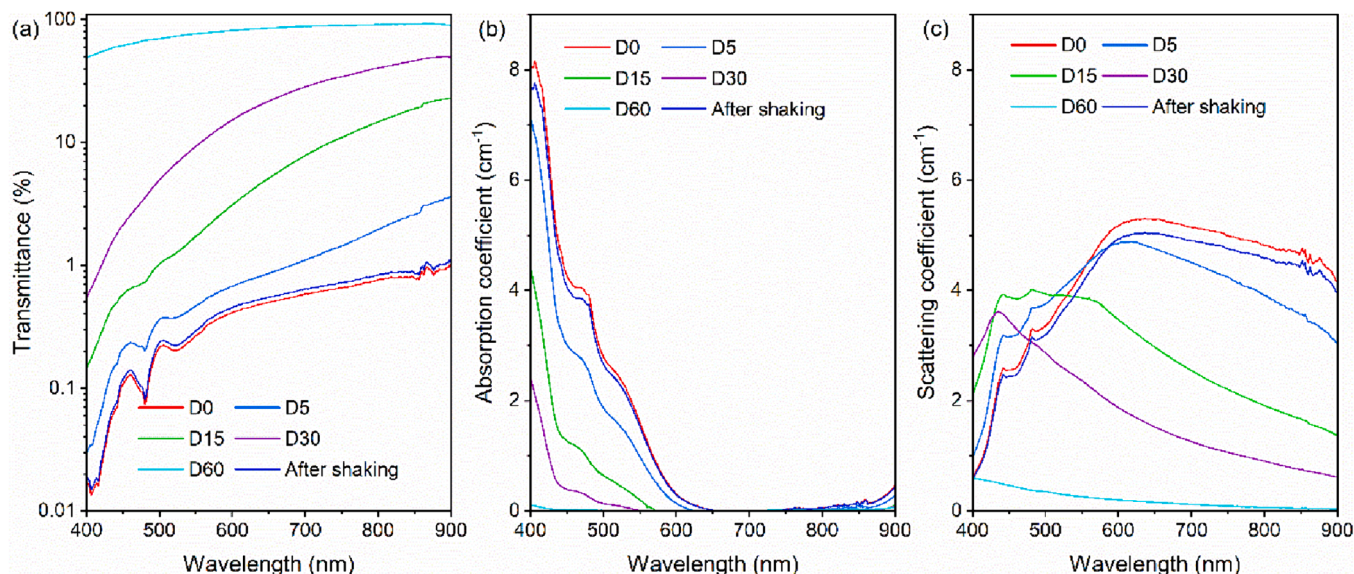 (a)
100
10
1
0.1
0.01
Transmittance (%)
D0 D5
D15 D30
D60 After shaking
400 500 600 700 800 900
Wavelength (nm)
(b)
8
6
4
2
0
Absorption coefficient (cm-1)
D0 D5
D15 D30
D60 After shaking
400 500 600 700 800 900
Wavelength (nm)
(c)
8
6
4
2
0
Scattering coefficient (cm-1)
D0 D5
D15 D30
D60 After shaking
400 500 600 700 800 900
Wavelength (nm)